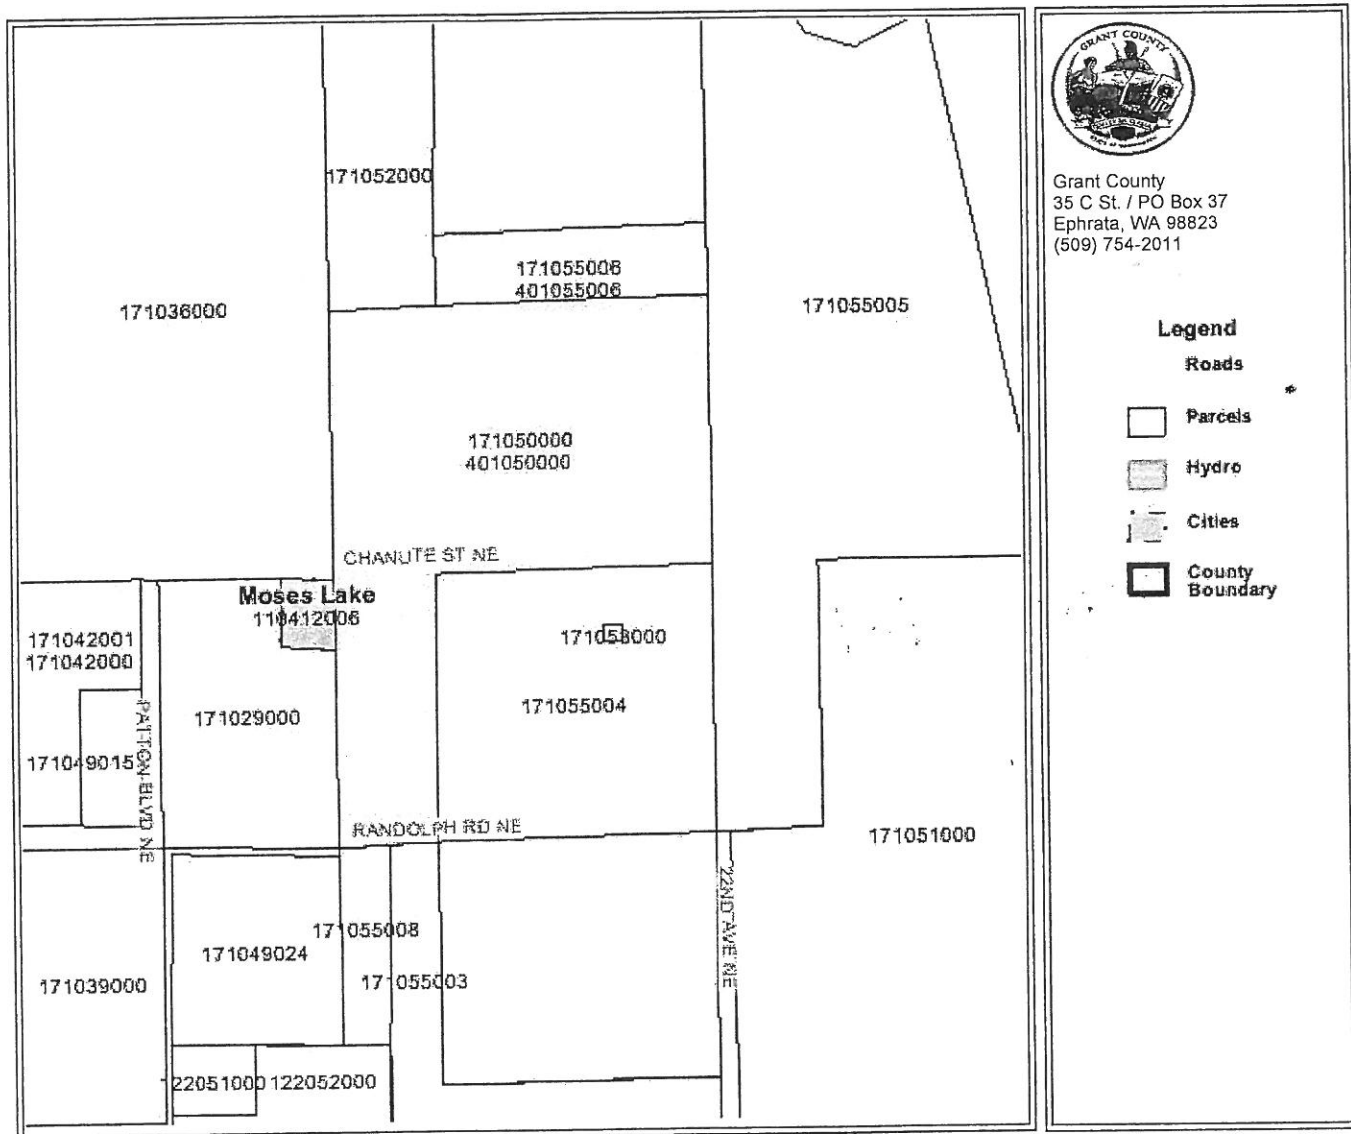 171052000
171055006
401055006
171036000
171055005
171050000
401050000
CHANUTE ST NE
Moses Lake
110412006
171042001
171042000
171053000
171029000
171055004
171049015
PATTON BLVD NE
RANDOLPH RD NE
171051000
22ND AVE NE
171055008
171049024
171055003
171039000
122051000
122052000
GRANT COUNTY
Grant County
35 C St. / PO Box 37
Ephrata, WA 98823
(509) 754-2011
Legend
Roads
Parcels
Hydro
Cities
County
Boundary